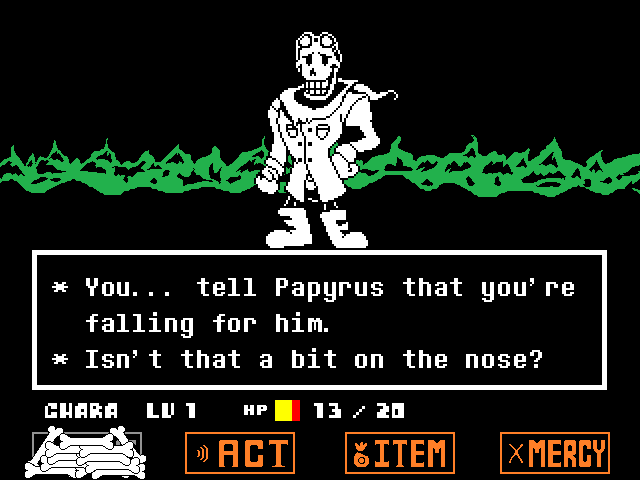 * You... tell Papyrus that you're
falling for him.
* Isn't that a bit on the nose?
CHARA LV 1 HP 13 / 20
ACT ITEM MERCY